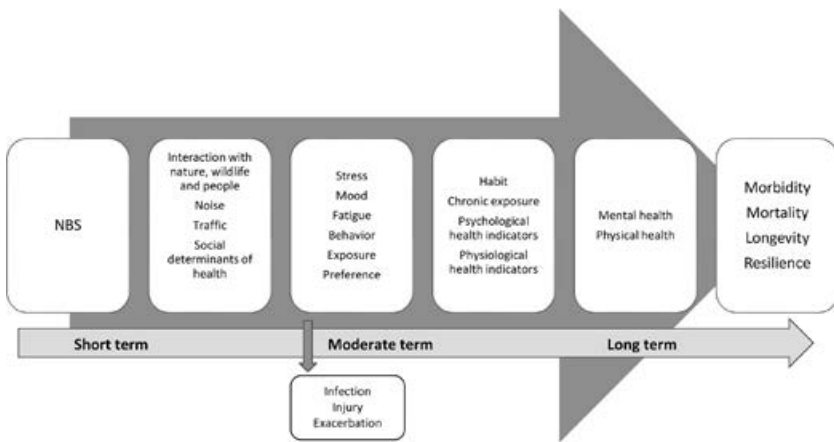 NBS
Interaction with
nature, wildlife
and people
Noise
Traffic
Social
determinants of
health
Stress
Mood
Fatigue
Behavior
Exposure
Preference
Habit
Chronic exposure
Psychological
health indicators
Physiological
health indicators
Mental health
Physical health
Morbidity
Mortality
Longevity
Resilience
Short term
Moderate term
Long term
Infection
Injury
Exacerbation